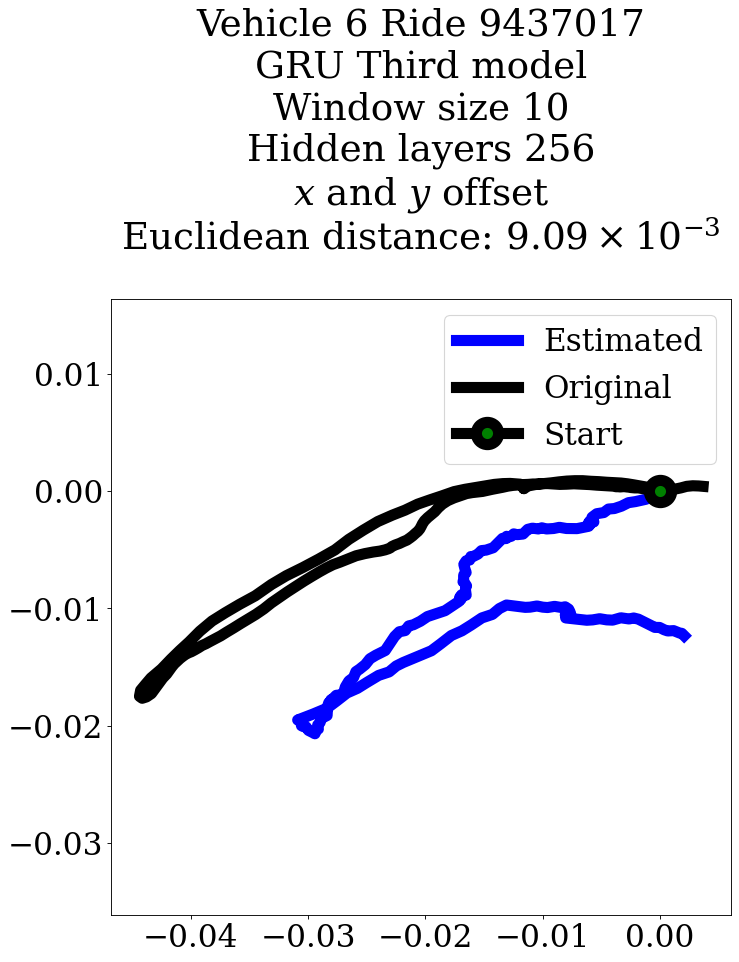 Vehicle 6 Ride 9437017
GRU Third model
Window size 10
Hidden layers 256
x and y offset
Euclidean distance: 9.09 × 10⁻³
Estimated
Original
Start
0.01
0.00
−0.01
−0.02
−0.03
−0.04 −0.03 −0.02 −0.01 0.00